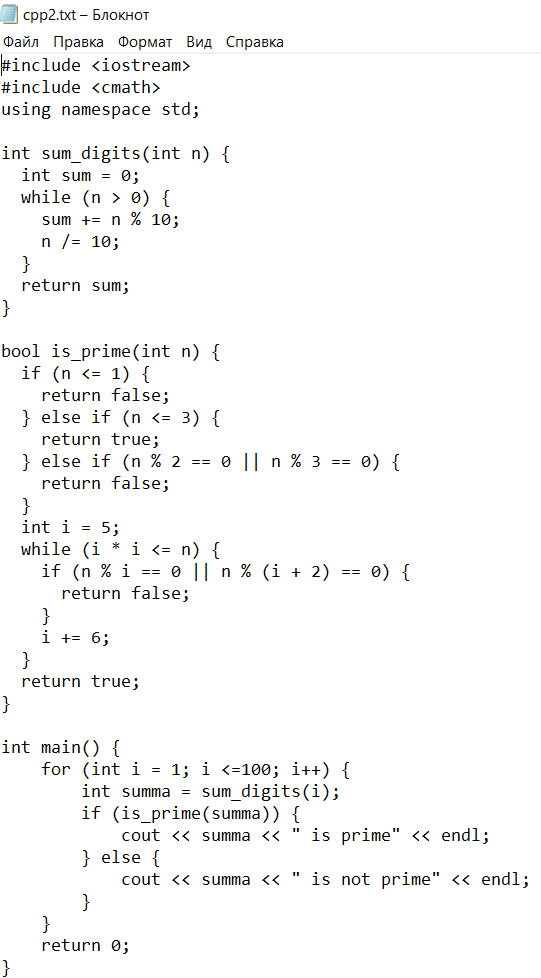 cpp2.txt – Блокнот
Файл Правка Формат Вид Справка
#include <iostream>
#include <cmath>
using namespace std;

int sum_digits(int n) {
  int sum = 0;
  while (n > 0) {
    sum += n % 10;
    n /= 10;
  }
  return sum;
}

bool is_prime(int n) {
  if (n <= 1) {
    return false;
  } else if (n <= 3) {
    return true;
  } else if (n % 2 == 0 || n % 3 == 0) {
    return false;
  }
  int i = 5;
  while (i * i <= n) {
    if (n % i == 0 || n % (i + 2) == 0) {
      return false;
    }
    i += 6;
  }
  return true;
}

int main() {
    for (int i = 1; i <=100; i++) {
        int summa = sum_digits(i);
        if (is_prime(summa)) {
            cout << summa << " is prime" << endl;
        } else {
            cout << summa << " is not prime" << endl;
        }
    }
    return 0;
}